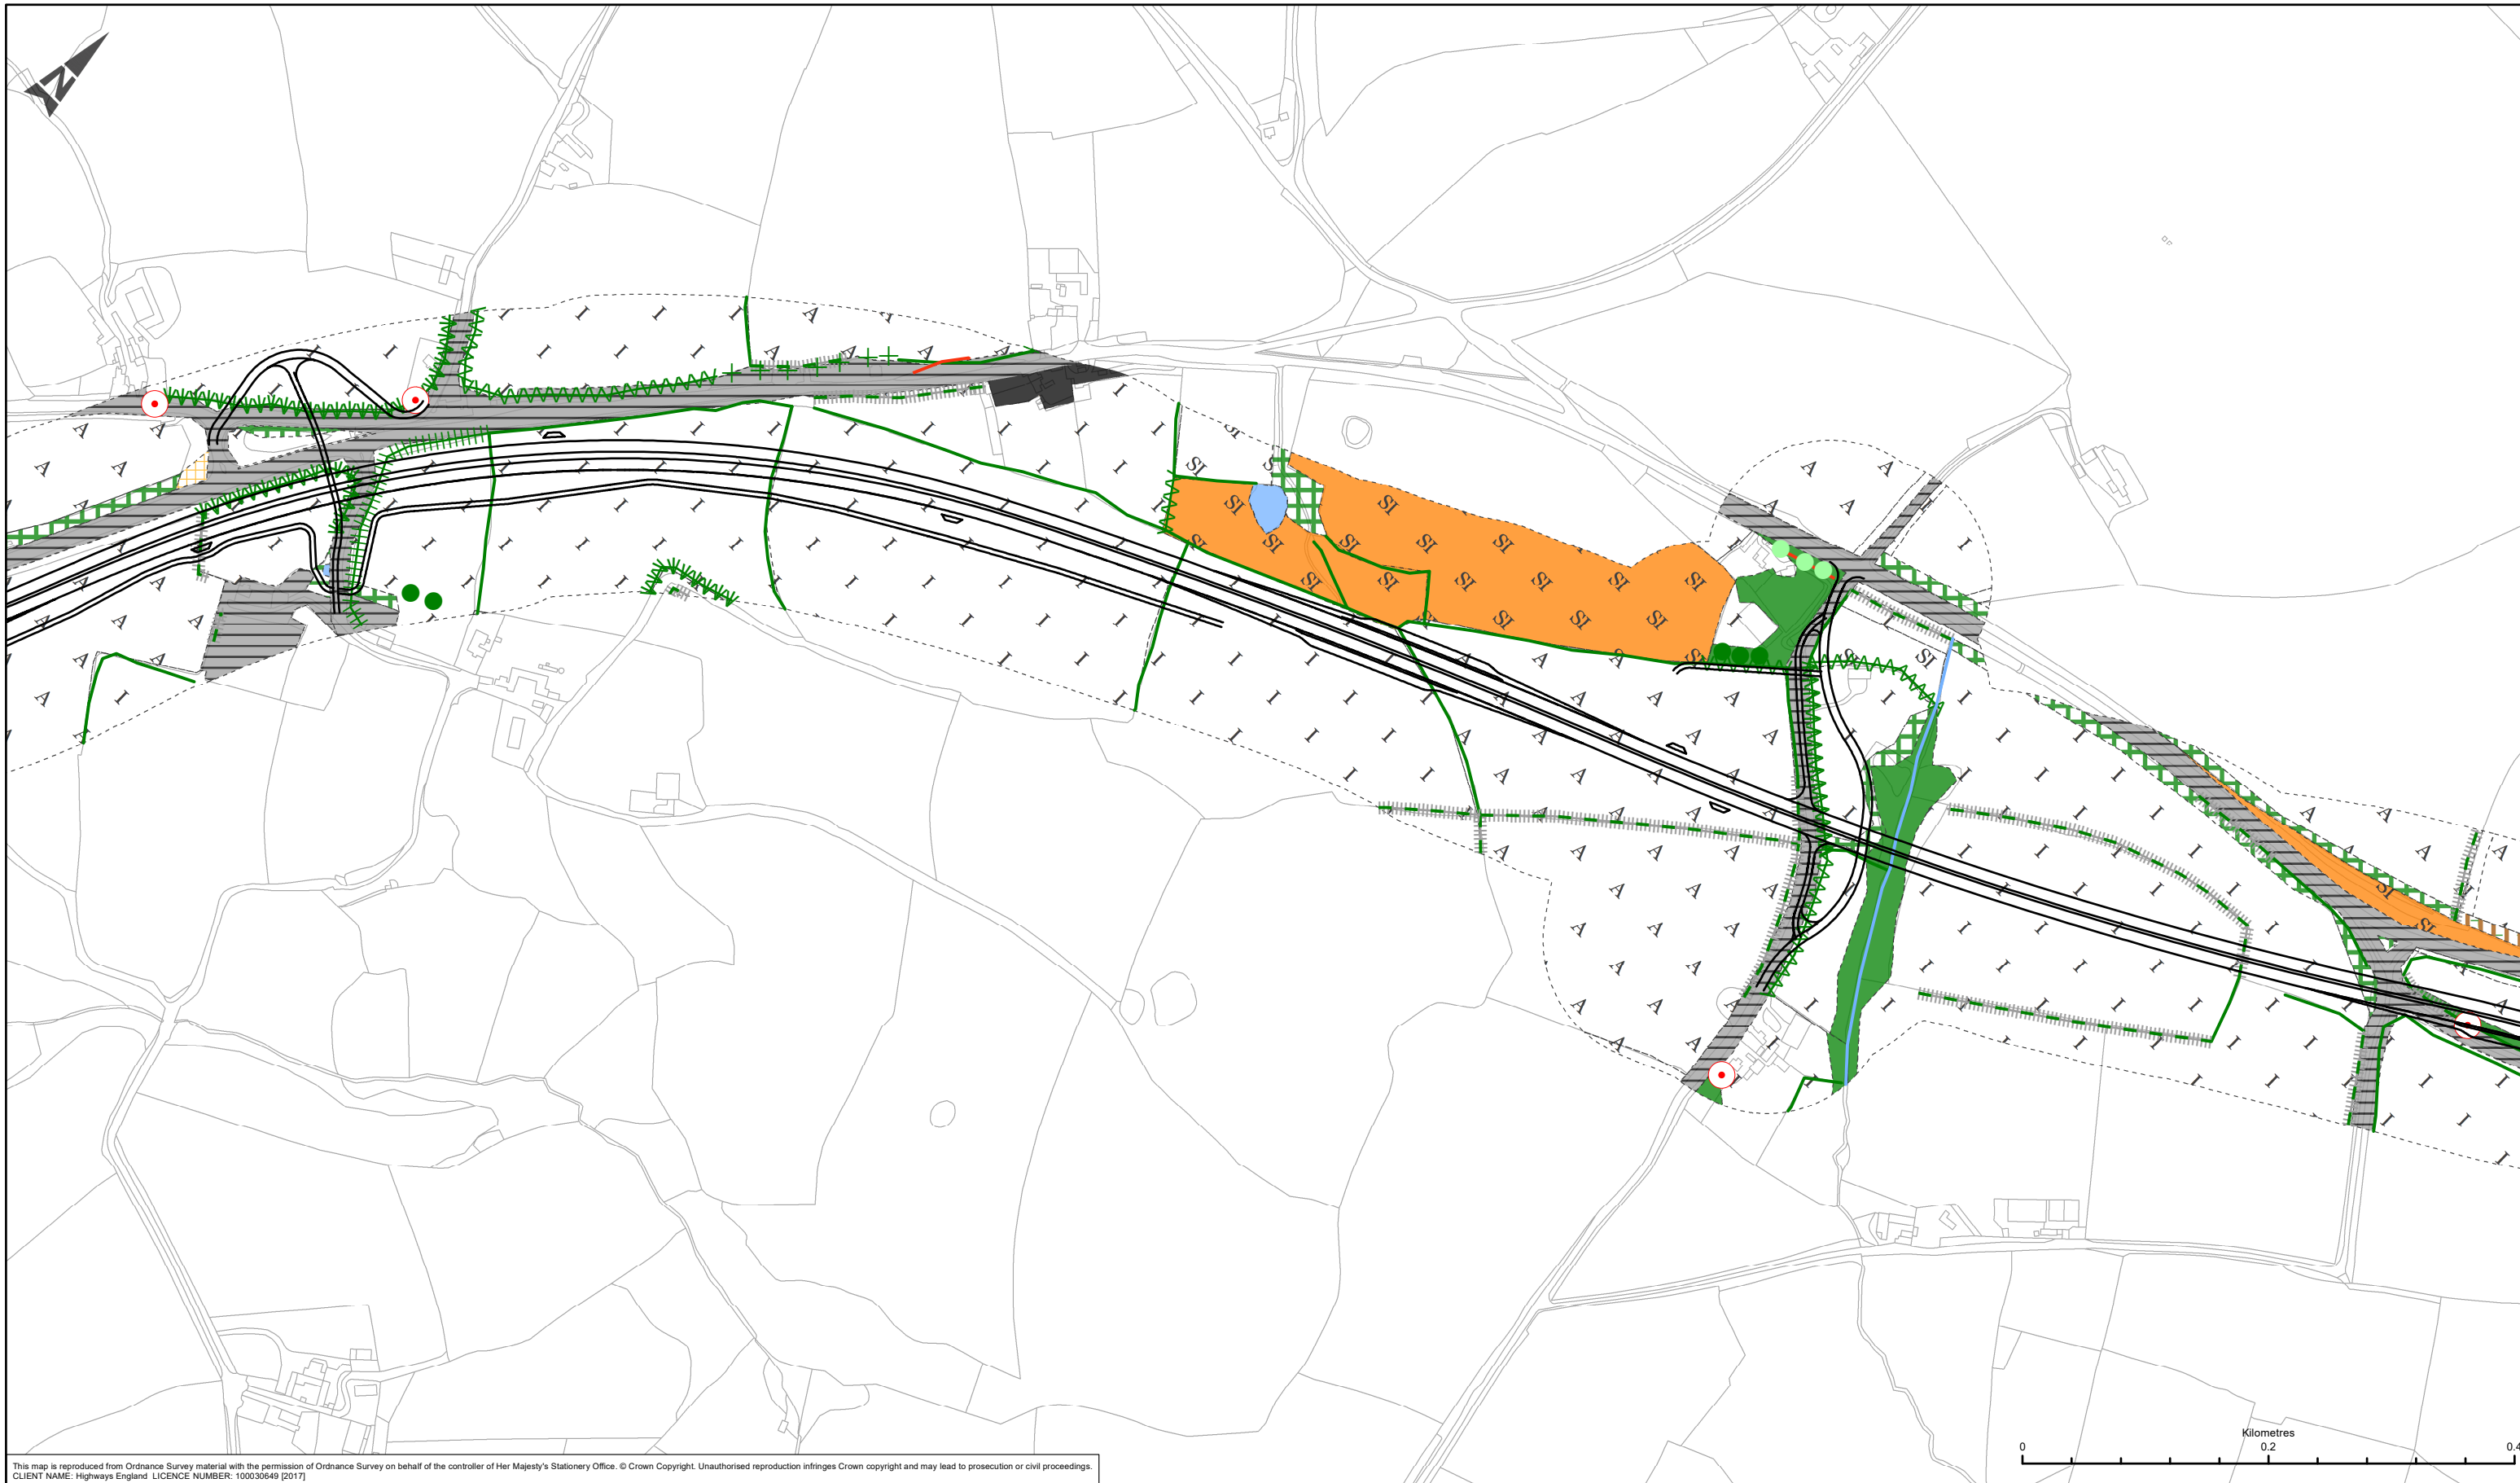 N
Kilometres
0 0.2 0.4
This map is reproduced from Ordnance Survey material with the permission of Ordnance Survey on behalf of the controller of Her Majesty's Stationery Office. © Crown Copyright. Unauthorised reproduction infringes Crown copyright and may lead to prosecution or civil proceedings.
CLIENT NAME: Highways England LICENCE NUMBER: 100030649 [2017]